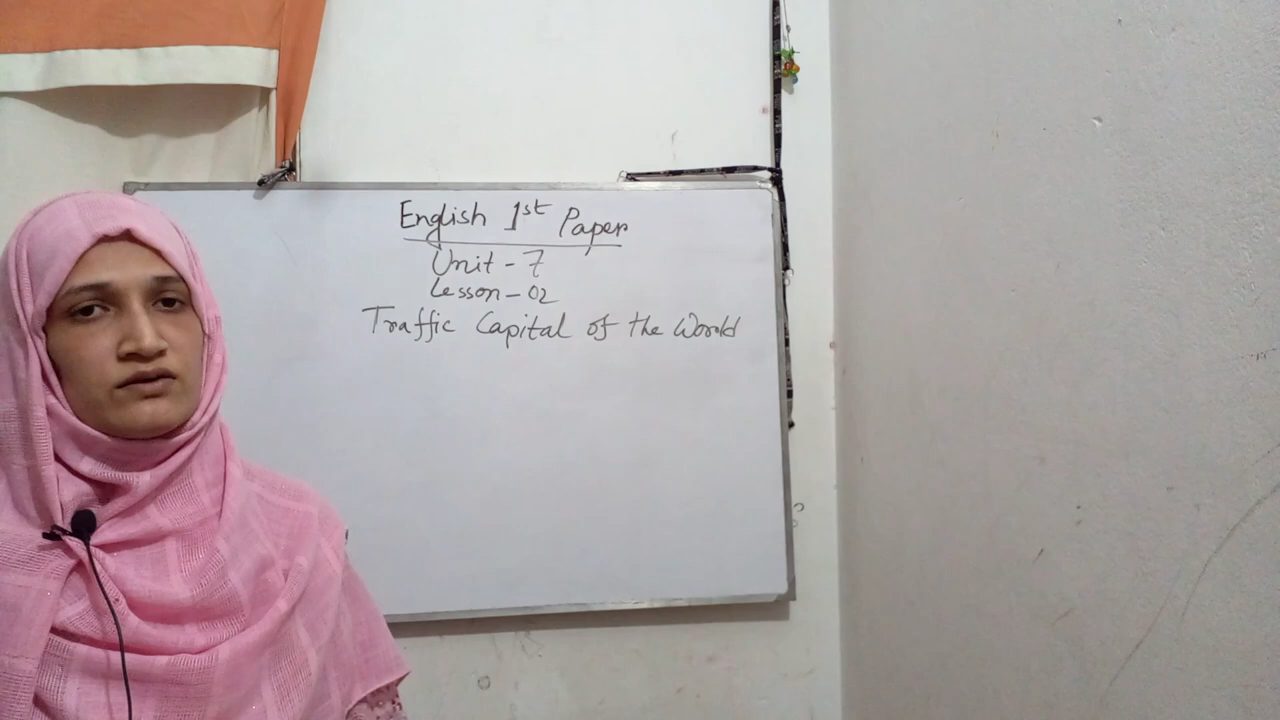 English 1st Paper
Unit - 7
Lesson - 02
Traffic Capital of the World